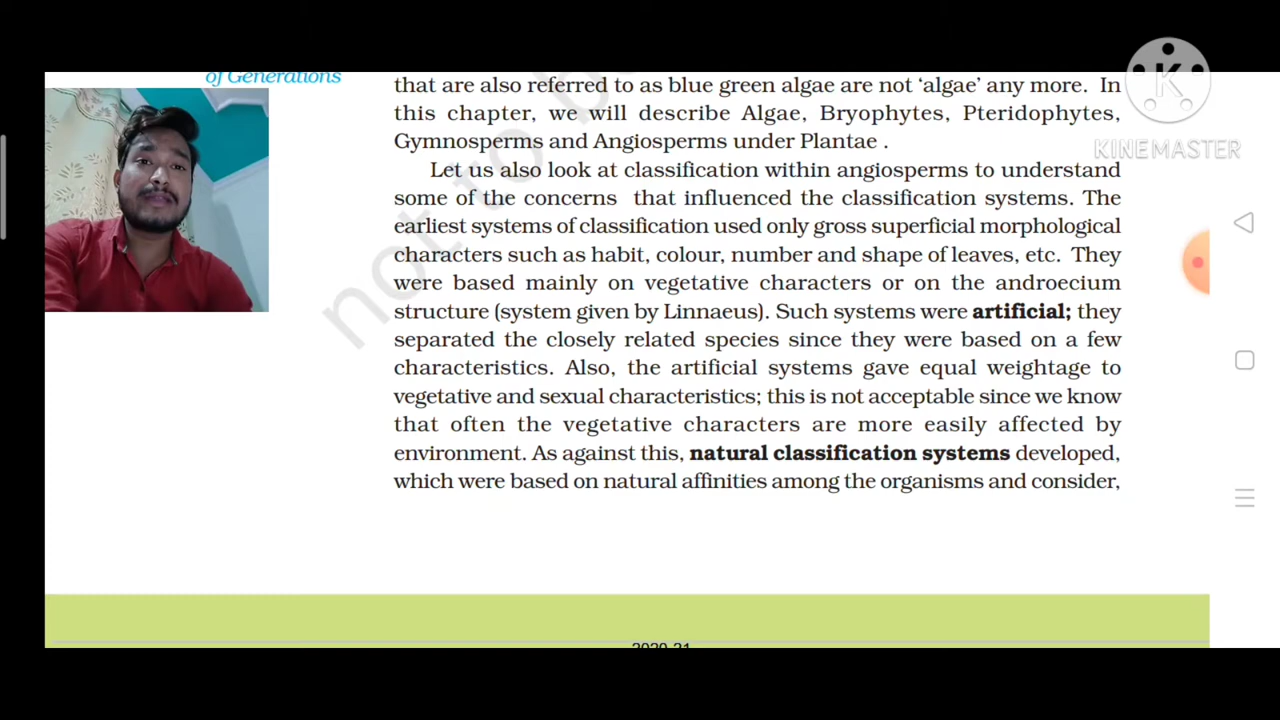 of Generations
that are also referred to as blue green algae are not ‘algae’ any more. In
this chapter, we will describe Algae, Bryophytes, Pteridophytes,
Gymnosperms and Angiosperms under Plantae .
Let us also look at classification within angiosperms to understand
some of the concerns that influenced the classification systems. The
earliest systems of classification used only gross superficial morphological
characters such as habit, colour, number and shape of leaves, etc. They
were based mainly on vegetative characters or on the androecium
structure (system given by Linnaeus). Such systems were artificial; they
separated the closely related species since they were based on a few
characteristics. Also, the artificial systems gave equal weightage to
vegetative and sexual characteristics; this is not acceptable since we know
that often the vegetative characters are more easily affected by
environment. As against this, natural classification systems developed,
which were based on natural affinities among the organisms and consider,
not to b
K
KINEMASTER
2020-21